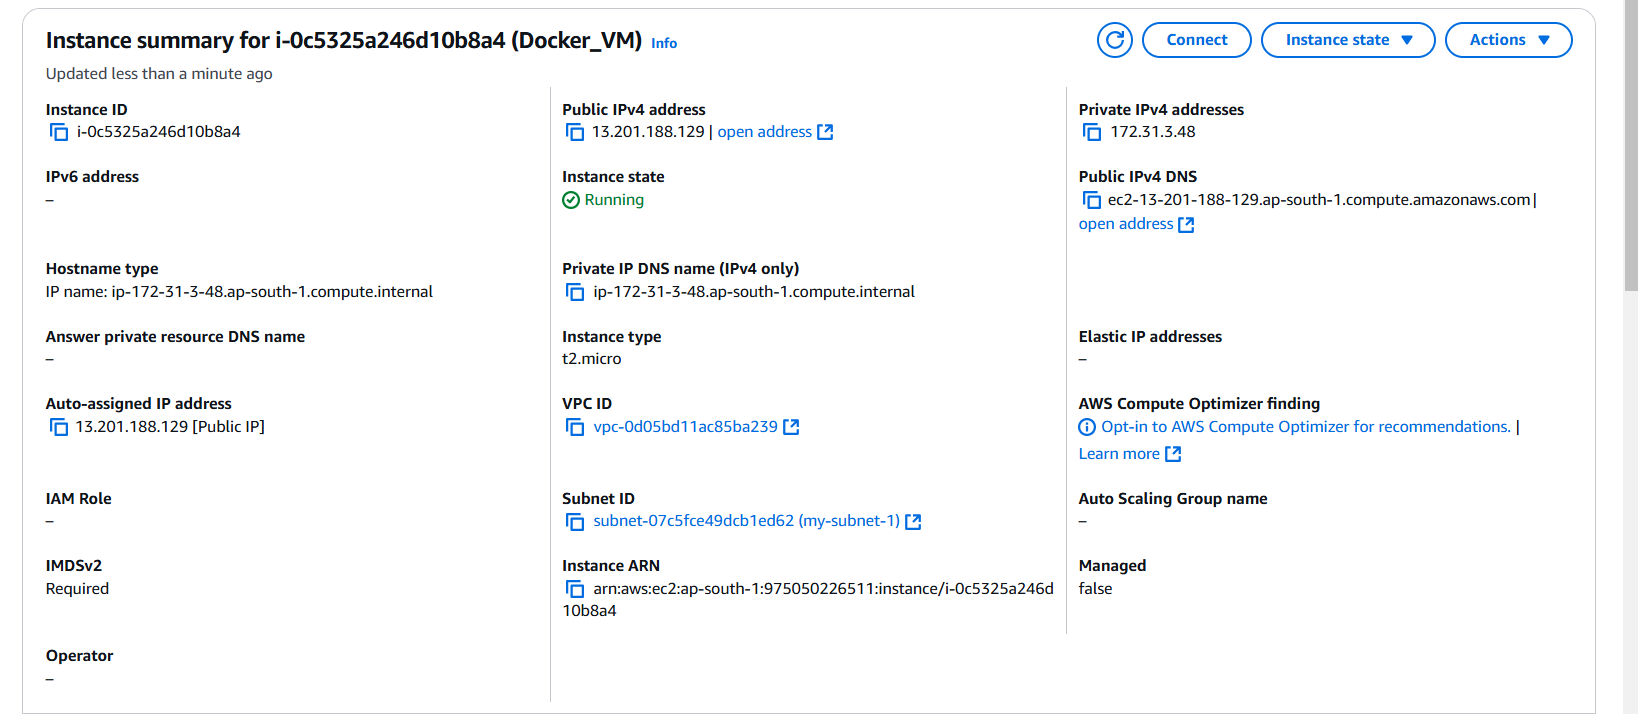 Instance summary for i-0c5325a246d10b8a4 (Docker_VM) Info
Connect
Instance state
Actions
Updated less than a minute ago
Instance ID
i-0c5325a246d10b8a4
Public IPv4 address
13.201.188.129 | open address
Private IPv4 addresses
172.31.3.48
IPv6 address
–
Instance state
Running
Public IPv4 DNS
ec2-13-201-188-129.ap-south-1.compute.amazonaws.com |
open address
Hostname type
IP name: ip-172-31-3-48.ap-south-1.compute.internal
Private IP DNS name (IPv4 only)
ip-172-31-3-48.ap-south-1.compute.internal
Answer private resource DNS name
–
Instance type
t2.micro
Elastic IP addresses
–
Auto-assigned IP address
13.201.188.129 [Public IP]
VPC ID
vpc-0d05bd11ac85ba239
AWS Compute Optimizer finding
Opt-in to AWS Compute Optimizer for recommendations. |
Learn more
IAM Role
–
Subnet ID
subnet-07c5fce49dcb1ed62 (my-subnet-1)
Auto Scaling Group name
–
IMDSv2
Required
Instance ARN
arn:aws:ec2:ap-south-1:975050226511:instance/i-0c5325a246d
10b8a4
Managed
false
Operator
–